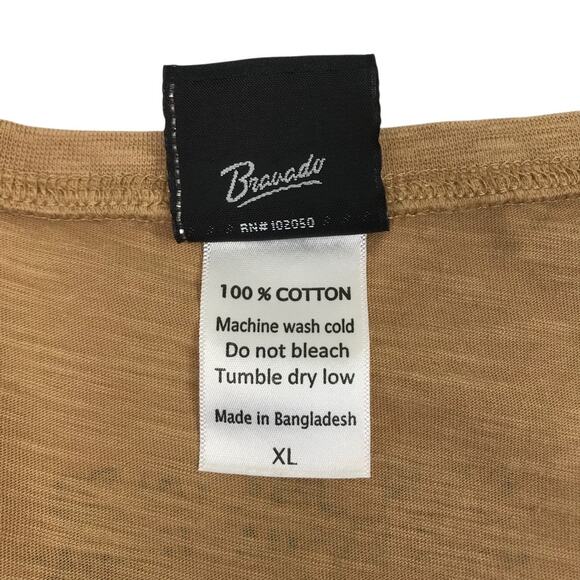 Bravado
RN# 102050
100 % COTTON
Machine wash cold
Do not bleach
Tumble dry low
Made in Bangladesh
XL